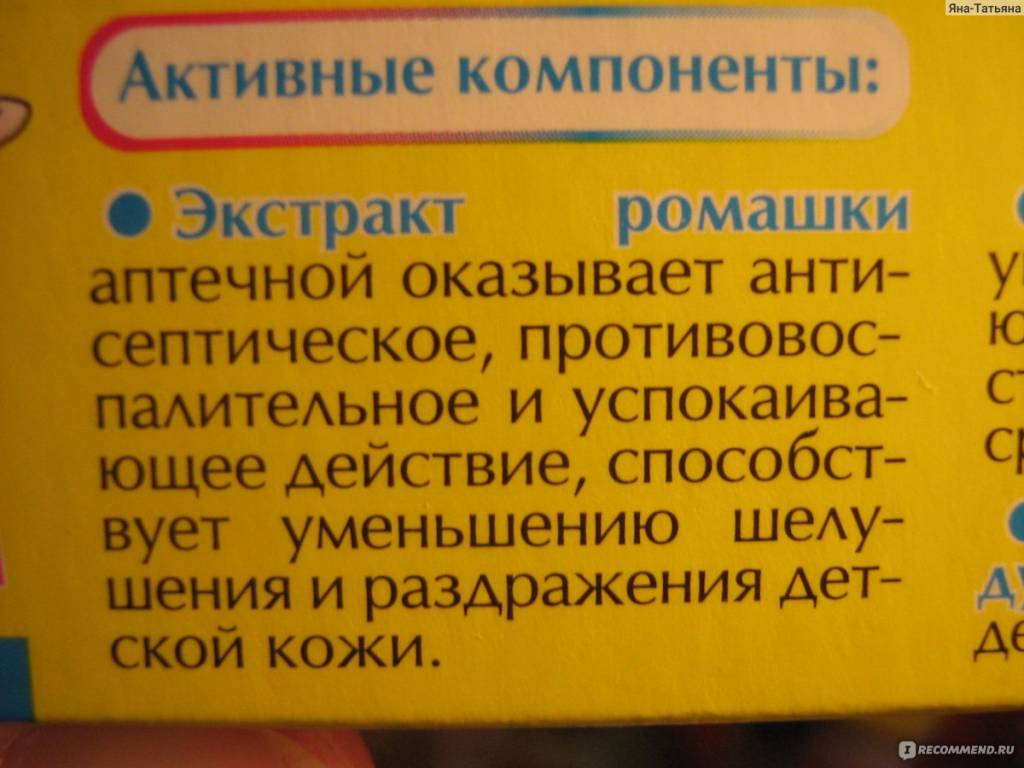 Яна-Татьяна
Активные компоненты:
• Экстракт ромашки
аптечной оказывает анти-
септическое, противовос-
палительное и успокаива-
ющее действие, способст-
вует уменьшению шелу-
шения и раздражения дет-
ской кожи.
I RECOMMEND.RU